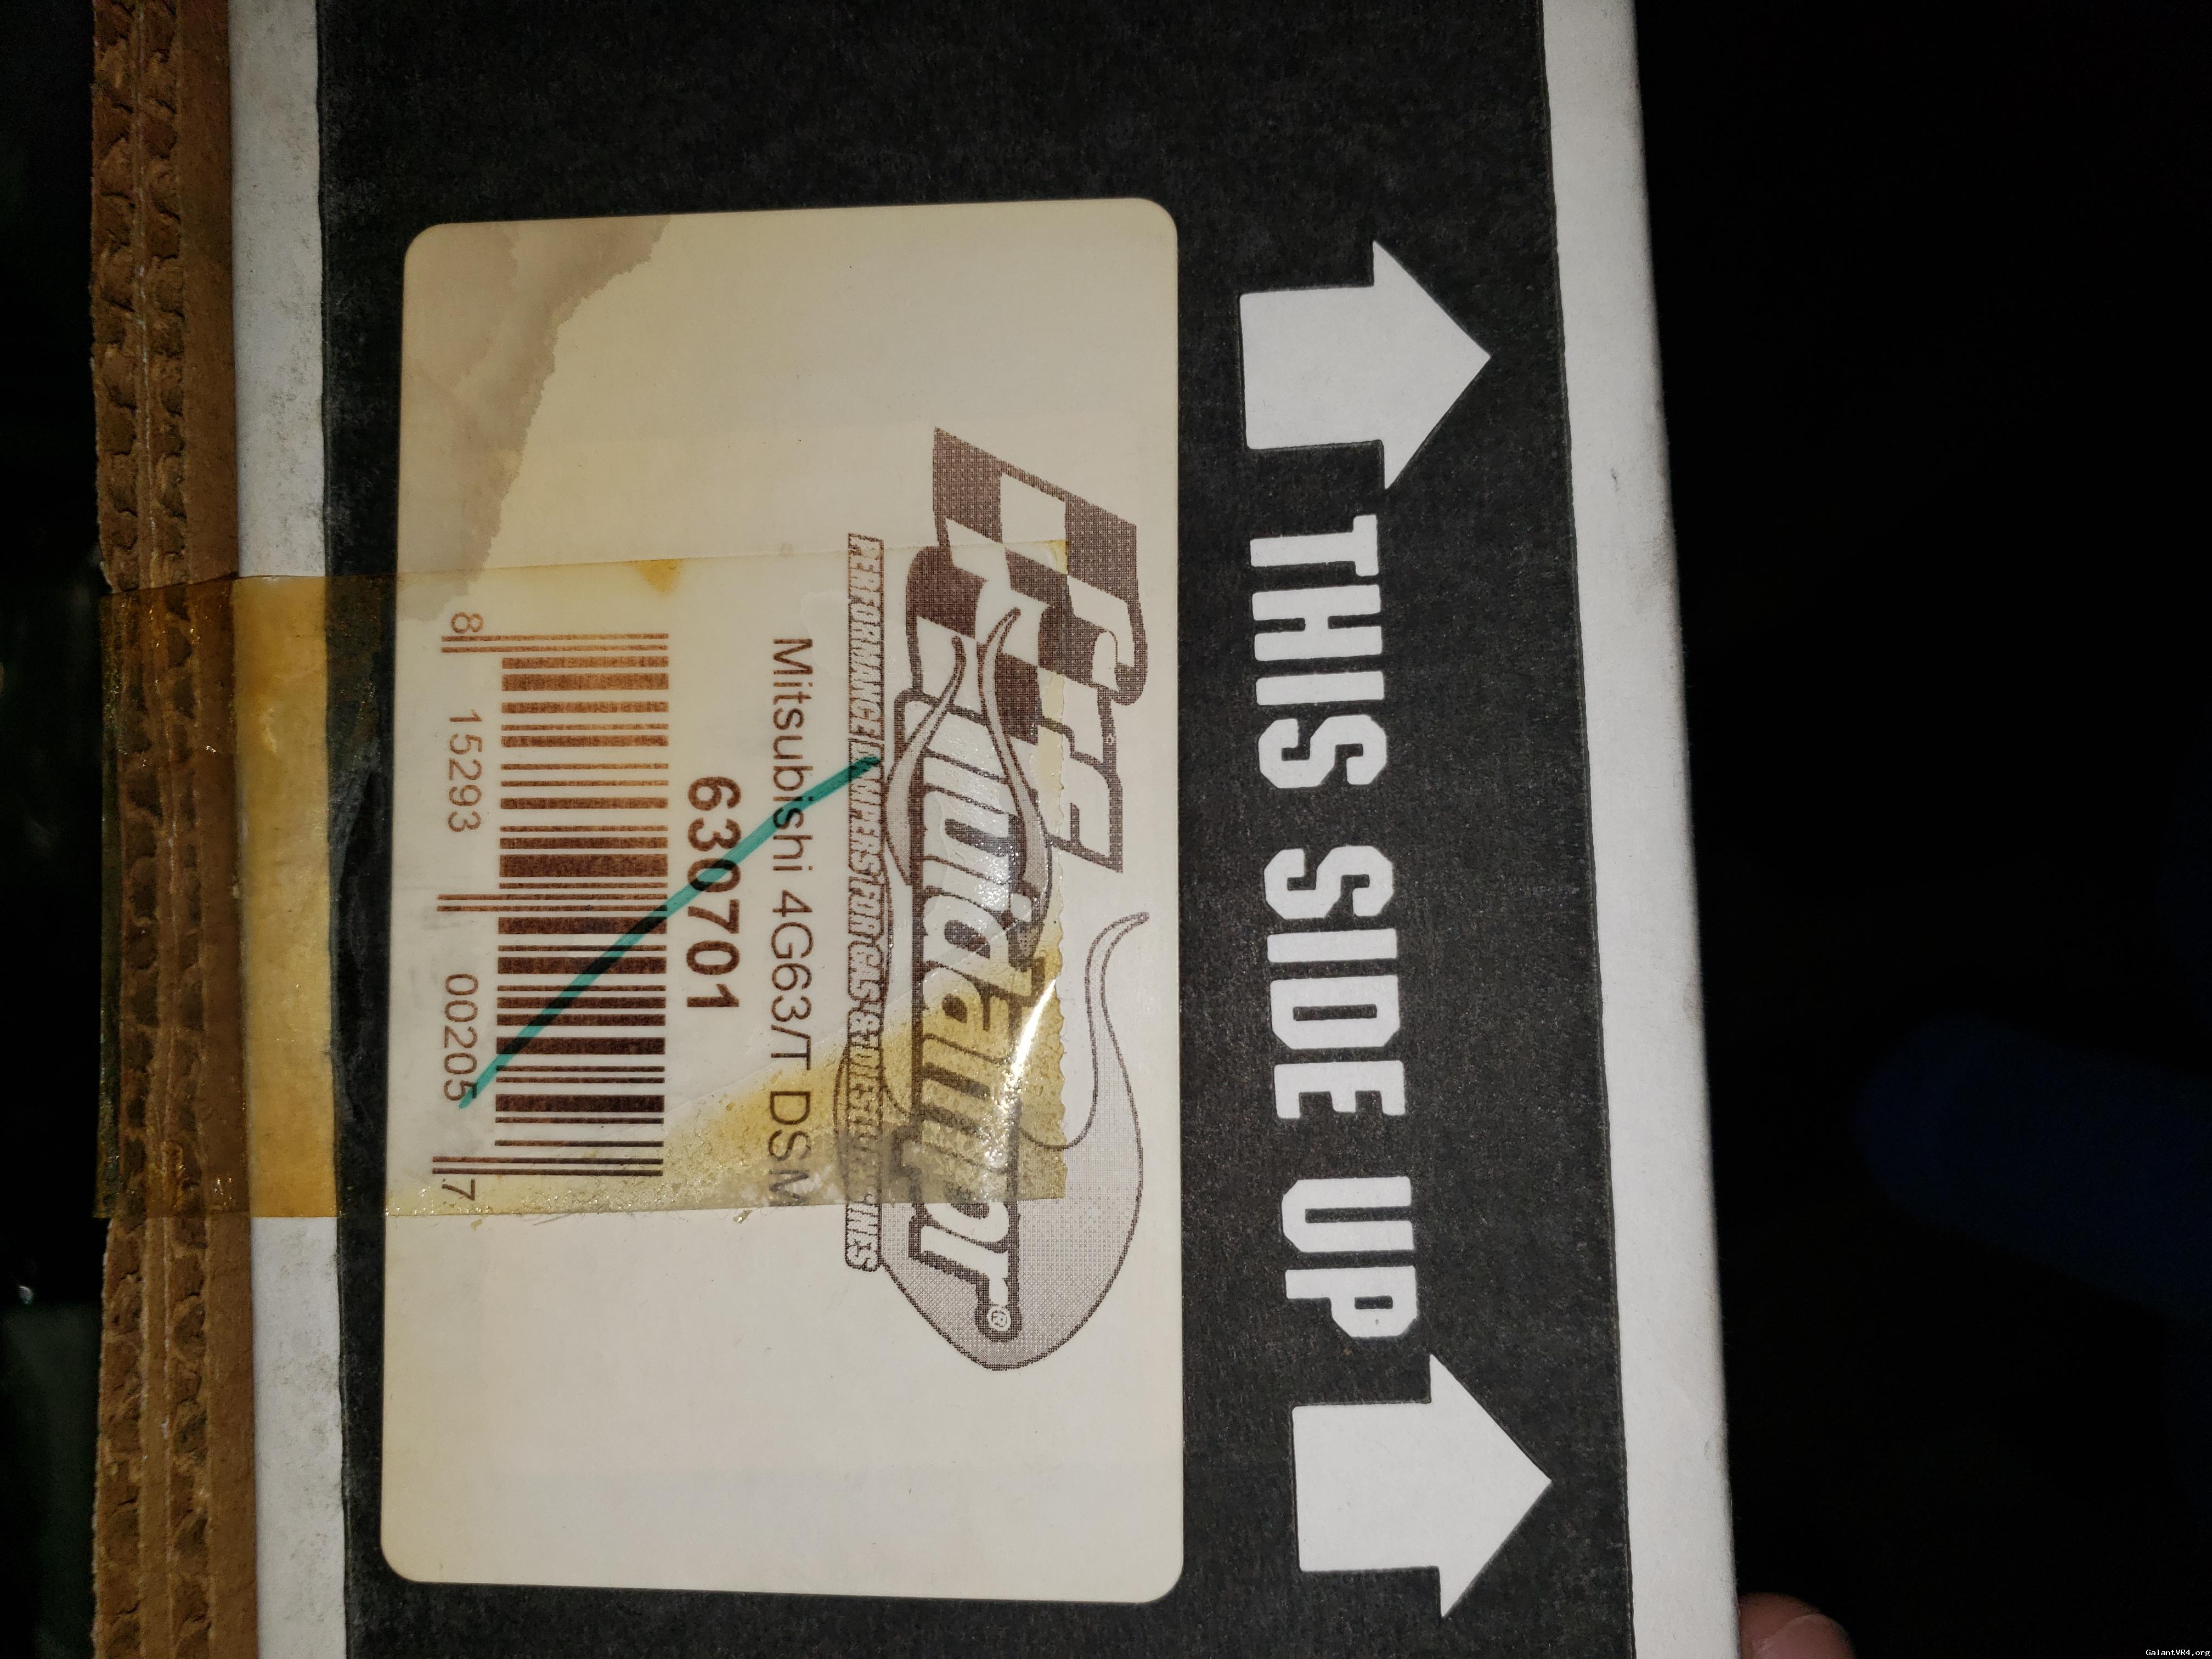 THIS SIDE UP
Fluidampr®
PERFORMANCE DAMPERS FOR GAS & DIESEL ENGINES
Mitsubishi 4G63/T DSM
630701
8 15293 00205 7
GalantVR4.org